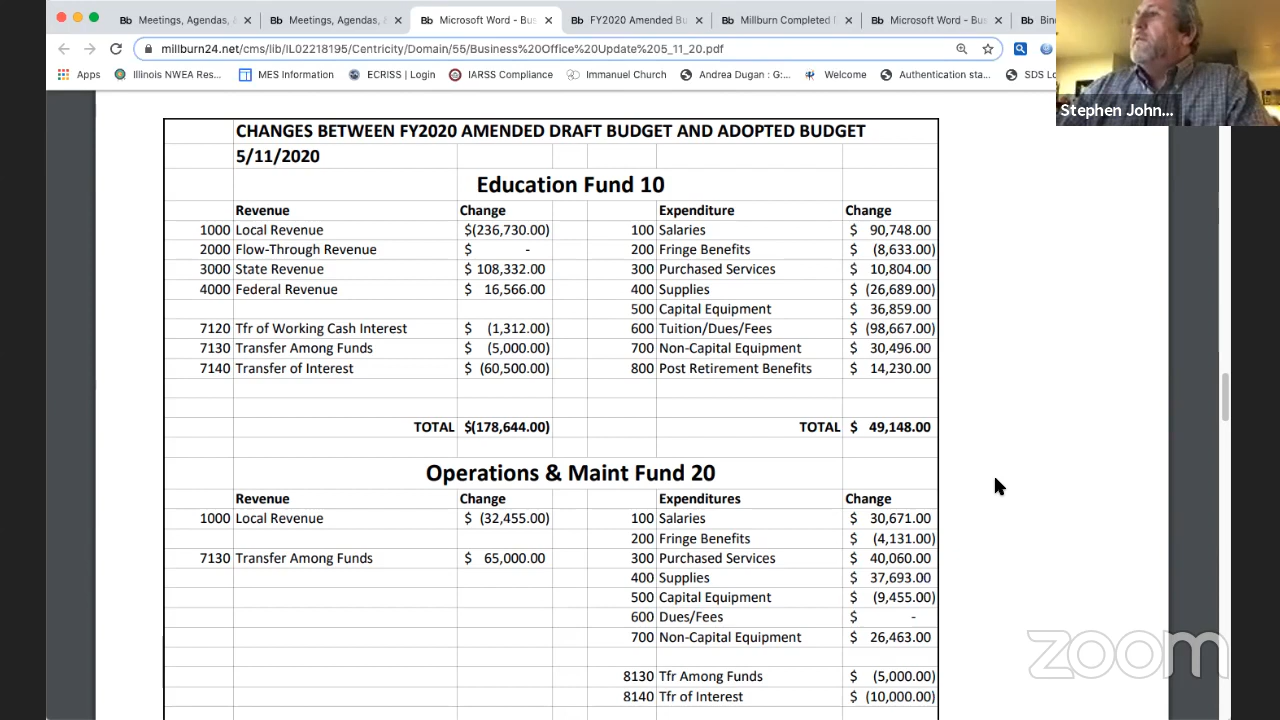 Meetings, Agendas, &
Meetings, Agendas,
Microsoft Word - Bus
FY2020 Amended Bu
Millburn Completed
Microsoft Word - Bus
Bb Bin
millburn24.net/cms/lib/IL02218195/Centricity/Domain/55/Business%20Office%20Update%205_11_20.pdf
Apps Illinois NWEA Res... MES Information ECRISS | Login IARSS Compliance Immanuel Church Andrea Dugan : G:... Welcome Authentication sta... SDS Lo
Stephen John...
CHANGES BETWEEN FY2020 AMENDED DRAFT BUDGET AND ADOPTED BUDGET
5/11/2020
Education Fund 10
Revenue Change Expenditure Change
1000 Local Revenue $(236,730.00) 100 Salaries $ 90,748.00
2000 Flow-Through Revenue $ - 200 Fringe Benefits $ (8,633.00)
3000 State Revenue $ 108,332.00 300 Purchased Services $ 10,804.00
4000 Federal Revenue $ 16,566.00 400 Supplies $ (26,689.00)
500 Capital Equipment $ 36,859.00
7120 Tfr of Working Cash Interest $ (1,312.00) 600 Tuition/Dues/Fees $ (98,667.00)
7130 Transfer Among Funds $ (5,000.00) 700 Non-Capital Equipment $ 30,496.00
7140 Transfer of Interest $ (60,500.00) 800 Post Retirement Benefits $ 14,230.00
TOTAL $(178,644.00) TOTAL $ 49,148.00
Operations & Maint Fund 20
Revenue Change Expenditures Change
1000 Local Revenue $ (32,455.00) 100 Salaries $ 30,671.00
200 Fringe Benefits $ (4,131.00)
7130 Transfer Among Funds $ 65,000.00 300 Purchased Services $ 40,060.00
400 Supplies $ 37,693.00
500 Capital Equipment $ (9,455.00)
600 Dues/Fees $ -
700 Non-Capital Equipment $ 26,463.00
8130 Tfr Among Funds $ (5,000.00)
8140 Tfr of Interest $ (10,000.00)
zoom